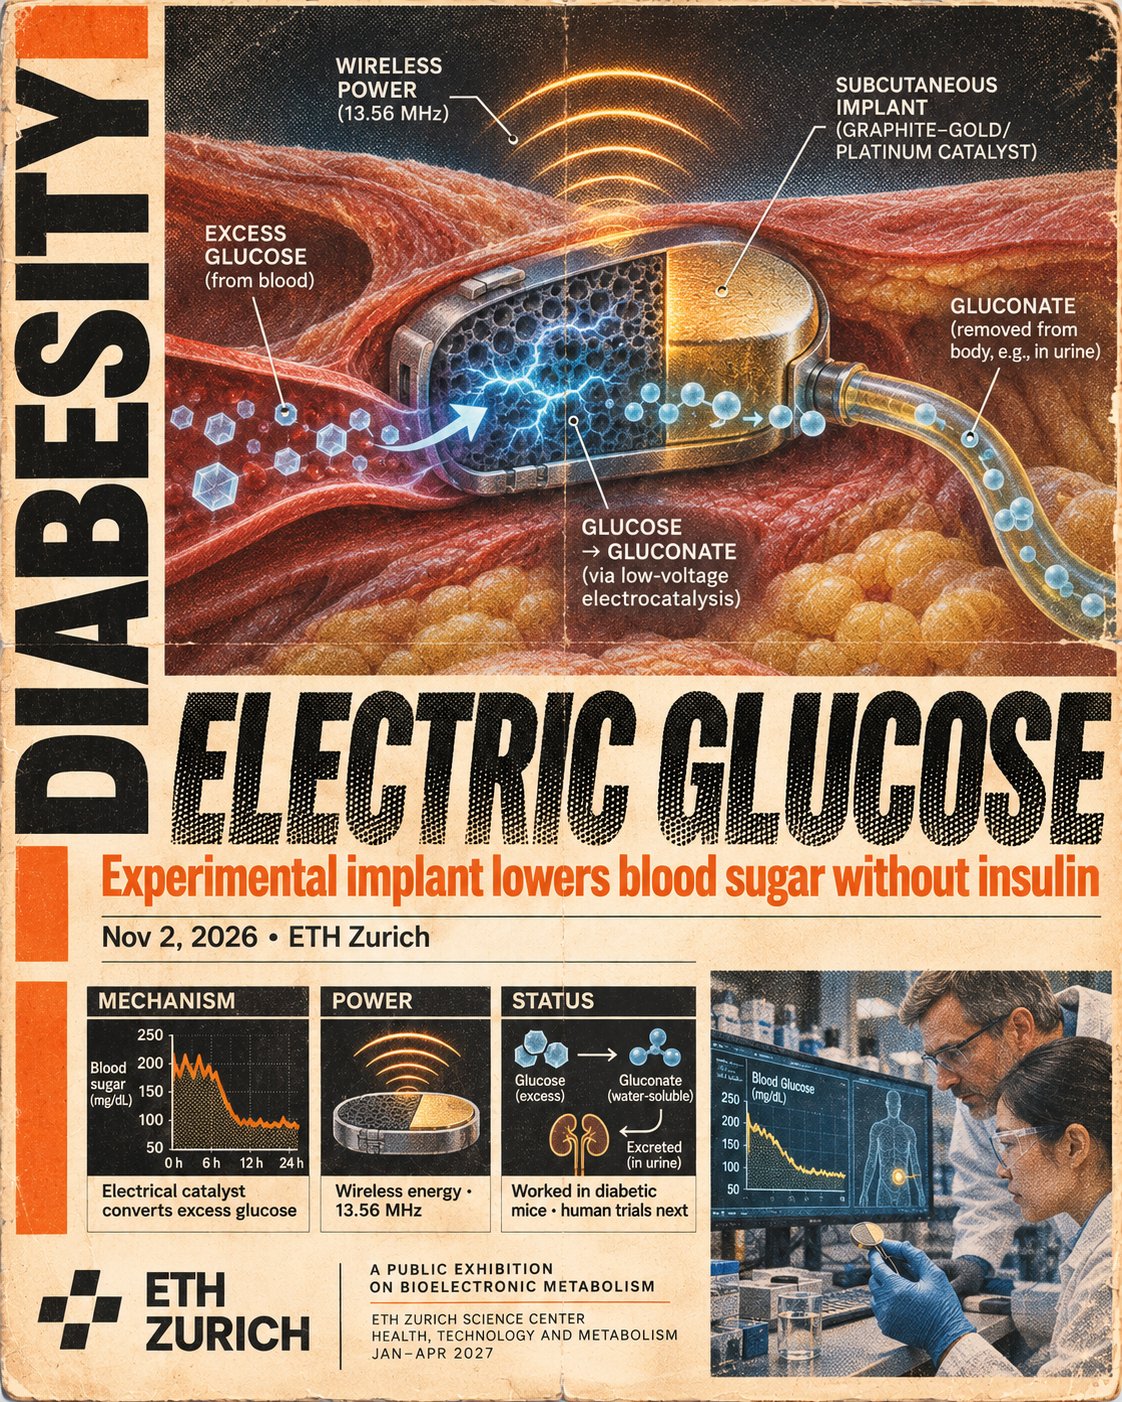 DIABESITY
WIRELESS
POWER
(13.56 MHz)
SUBCUTANEOUS
IMPLANT
(GRAPHITE–GOLD/
PLATINUM CATALYST)
EXCESS
GLUCOSE
(from blood)
GLUCONATE
(removed from
body, e.g., in urine)
GLUCOSE
→ GLUCONATE
(via low-voltage
electrocatalysis)
ELECTRIC GLUCOSE
Experimental implant lowers blood sugar without insulin
Nov 2, 2026 • ETH Zurich
MECHANISM
Blood
sugar
(mg/dL)
250
200
150
100
50
0 h 6 h 12 h 24 h
Electrical catalyst
converts excess glucose
POWER
Wireless energy •
13.56 MHz
STATUS
Glucose
(excess)
Gluconate
(water-soluble)
Excreted
(in urine)
Worked in diabetic
mice • human trials next
Blood Glucose
(mg/dL)
250
200
150
100
50
ETH
ZURICH
A PUBLIC EXHIBITION
ON BIOELECTRONIC METABOLISM
ETH ZURICH SCIENCE CENTER
HEALTH, TECHNOLOGY AND METABOLISM
JAN–APR 2027